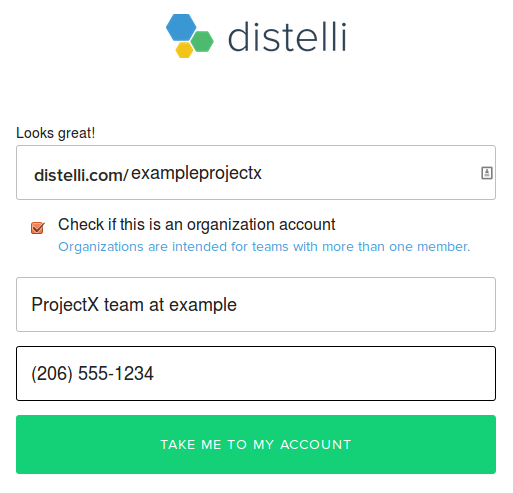 distelli
Looks great!
distelli.com/exampleprojectx
Check if this is an organization account
Organizations are intended for teams with more than one member.
ProjectX team at example
(206) 555-1234
TAKE ME TO MY ACCOUNT